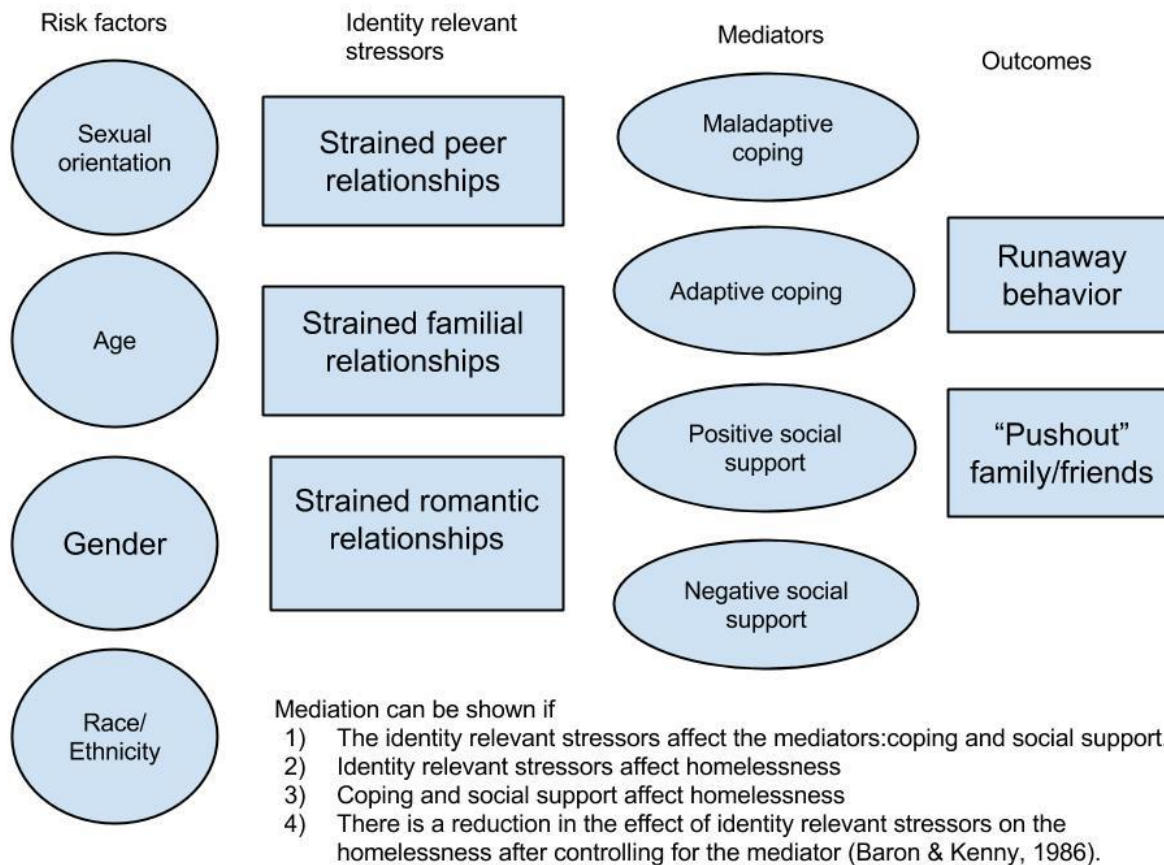 Risk factors
Identity relevant
stressors
Mediators
Outcomes
Sexual
orientation
Age
Gender
Race/
Ethnicity
Strained peer
relationships
Strained familial
relationships
Strained romantic
relationships
Maladaptive
coping
Adaptive coping
Positive social
support
Negative social
support
Runaway
behavior
“Pushout”
family/friends
Mediation can be shown if
1) The identity relevant stressors affect the mediators:coping and social support.
2) Identity relevant stressors affect homelessness
3) Coping and social support affect homelessness
4) There is a reduction in the effect of identity relevant stressors on the
homelessness after controlling for the mediator (Baron & Kenny, 1986).